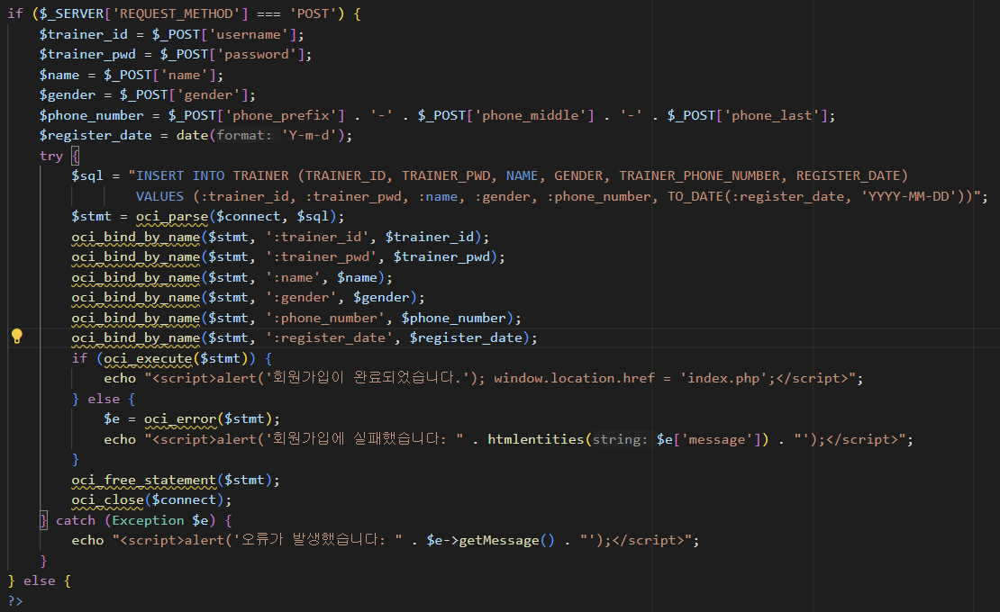 if ($_SERVER['REQUEST_METHOD'] === 'POST') {
    $trainer_id = $_POST['username'];
    $trainer_pwd = $_POST['password'];
    $name = $_POST['name'];
    $gender = $_POST['gender'];
    $phone_number = $_POST['phone_prefix'] . '-' . $_POST['phone_middle'] . '-' . $_POST['phone_last'];
    $register_date = date(format: 'Y-m-d');
    try {
        $sql = "INSERT INTO TRAINER (TRAINER_ID, TRAINER_PWD, NAME, GENDER, TRAINER_PHONE_NUMBER, REGISTER_DATE)
                VALUES (:trainer_id, :trainer_pwd, :name, :gender, :phone_number, TO_DATE(:register_date, 'YYYY-MM-DD'))";
        $stmt = oci_parse($connect, $sql);
        oci_bind_by_name($stmt, ':trainer_id', $trainer_id);
        oci_bind_by_name($stmt, ':trainer_pwd', $trainer_pwd);
        oci_bind_by_name($stmt, ':name', $name);
        oci_bind_by_name($stmt, ':gender', $gender);
        oci_bind_by_name($stmt, ':phone_number', $phone_number);
        oci_bind_by_name($stmt, ':register_date', $register_date);
        if (oci_execute($stmt)) {
            echo "<script>alert('회원가입이 완료되었습니다.'); window.location.href = 'index.php';</script>";
        } else {
            $e = oci_error($stmt);
            echo "<script>alert('회원가입에 실패했습니다: " . htmlentities(string: $e['message']) . "');</script>";
        }
        oci_free_statement($stmt);
        oci_close($connect);
    } catch (Exception $e) {
        echo "<script>alert('오류가 발생했습니다: " . $e->getMessage() . "');</script>";
    }
} else {
?>